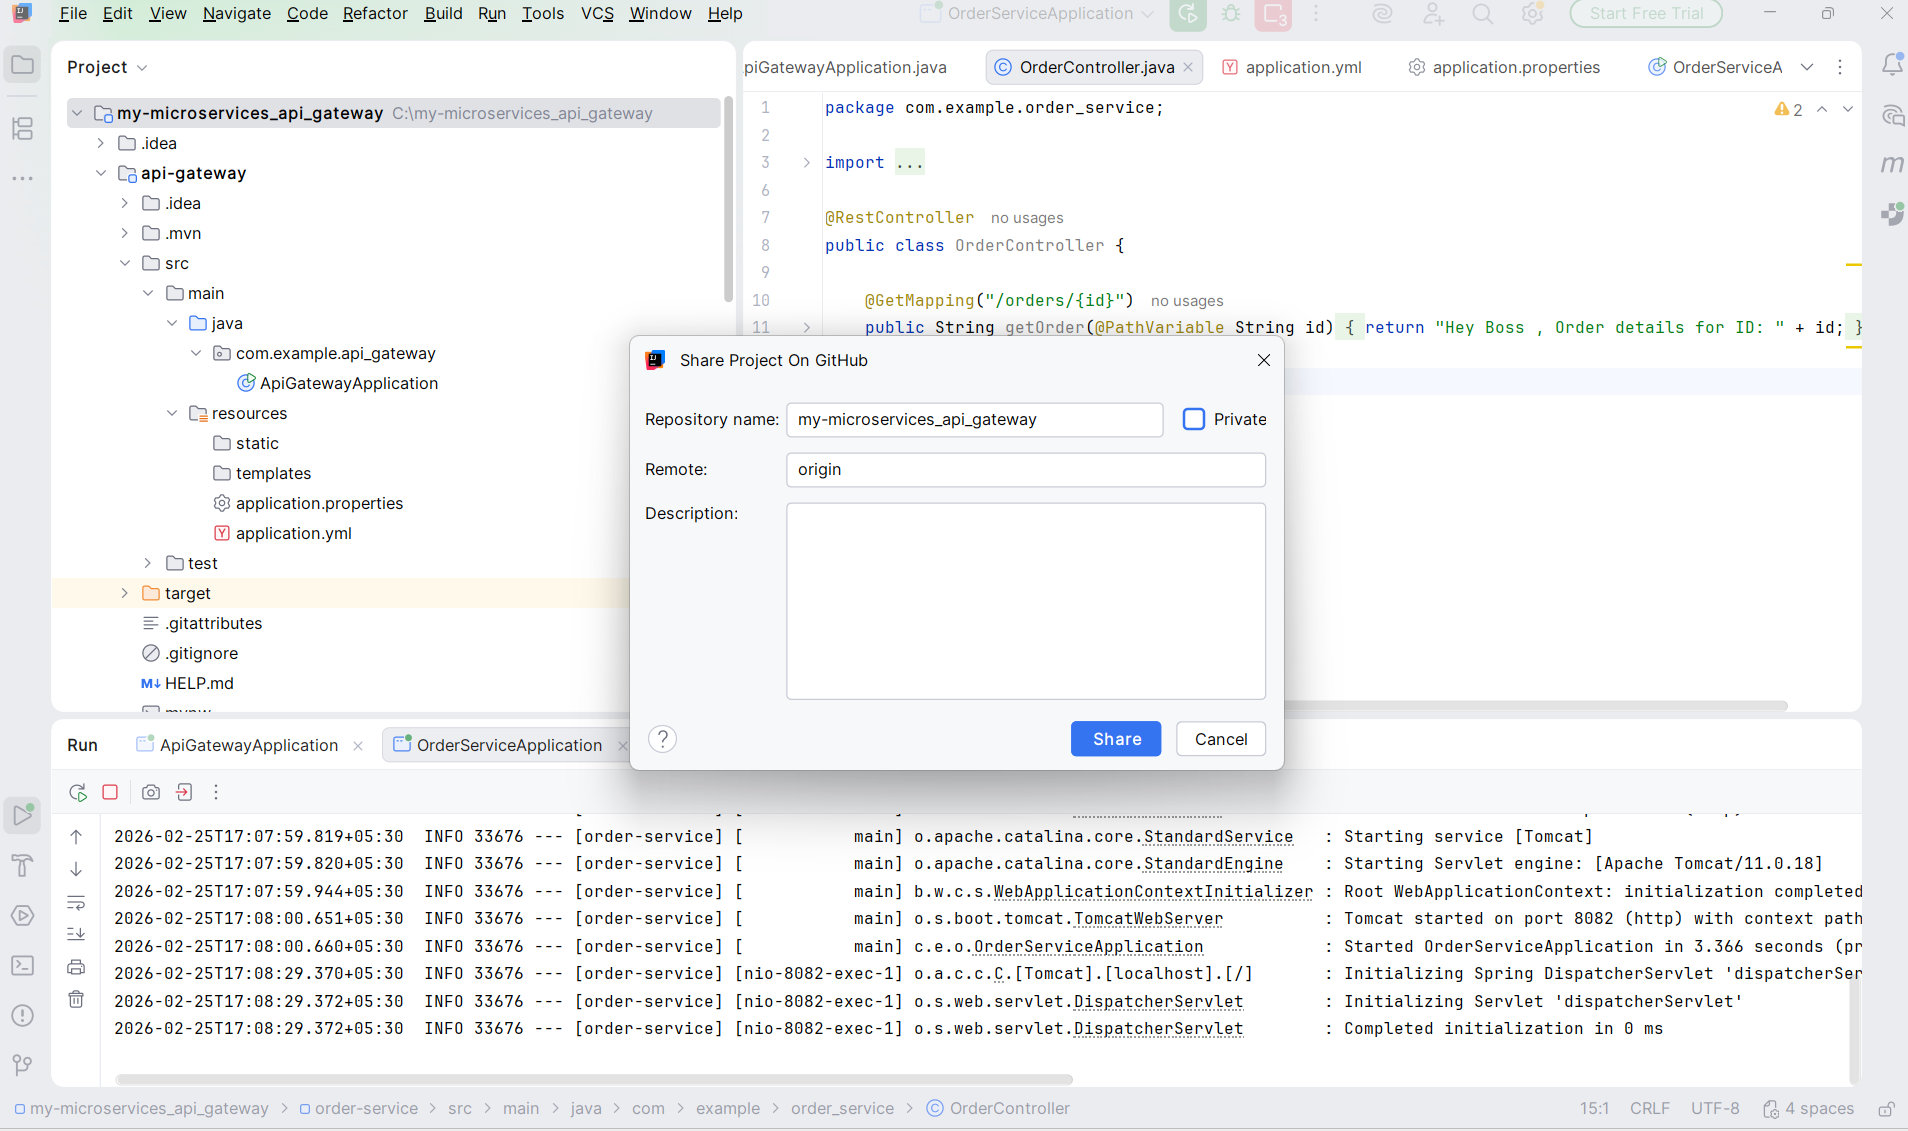 File Edit View Navigate Code Refactor Build Run Tools VCS Window Help
OrderServiceApplication
3
Start Free Trial
Project
my-microservices_api_gateway C:\my-microservices_api_gateway
.idea
api-gateway
.idea
.mvn
src
main
java
com.example.api_gateway
ApiGatewayApplication
resources
static
templates
application.properties
application.yml
test
target
.gitattributes
.gitignore
M↓ HELP.md
piGatewayApplication.java
OrderController.java
application.yml
application.properties
OrderServiceA
2
1 package com.example.order_service;
2
3 import ...
6
7 @RestController no usages
8 public class OrderController {
9
10 @GetMapping("/orders/{id}") no usages
11 public String getOrder(@PathVariable String id) { return "Hey Boss , Order details for ID: " + id; }
Share Project On GitHub
Repository name: my-microservices_api_gateway
Private
Remote: origin
Description:
?
Share
Cancel
Run ApiGatewayApplication OrderServiceApplication
2026-02-25T17:07:59.819+05:30 INFO 33676 --- [order-service] [ main] o.apache.catalina.core.StandardService : Starting service [Tomcat]
2026-02-25T17:07:59.820+05:30 INFO 33676 --- [order-service] [ main] o.apache.catalina.core.StandardEngine : Starting Servlet engine: [Apache Tomcat/11.0.18]
2026-02-25T17:07:59.944+05:30 INFO 33676 --- [order-service] [ main] b.w.c.s.WebApplicationContextInitializer : Root WebApplicationContext: initialization completed
2026-02-25T17:08:00.651+05:30 INFO 33676 --- [order-service] [ main] o.s.boot.tomcat.TomcatWebServer : Tomcat started on port 8082 (http) with context path
2026-02-25T17:08:00.660+05:30 INFO 33676 --- [order-service] [ main] c.e.o.OrderServiceApplication : Started OrderServiceApplication in 3.366 seconds (pr
2026-02-25T17:08:29.370+05:30 INFO 33676 --- [order-service] [nio-8082-exec-1] o.a.c.c.C.[Tomcat].[localhost].[/] : Initializing Spring DispatcherServlet 'dispatcherSer
2026-02-25T17:08:29.372+05:30 INFO 33676 --- [order-service] [nio-8082-exec-1] o.s.web.servlet.DispatcherServlet : Initializing Servlet 'dispatcherServlet'
2026-02-25T17:08:29.372+05:30 INFO 33676 --- [order-service] [nio-8082-exec-1] o.s.web.servlet.DispatcherServlet : Completed initialization in 0 ms
my-microservices_api_gateway > order-service > src > main > java > com > example > order_service > OrderController
15:1 CRLF UTF-8 4 spaces